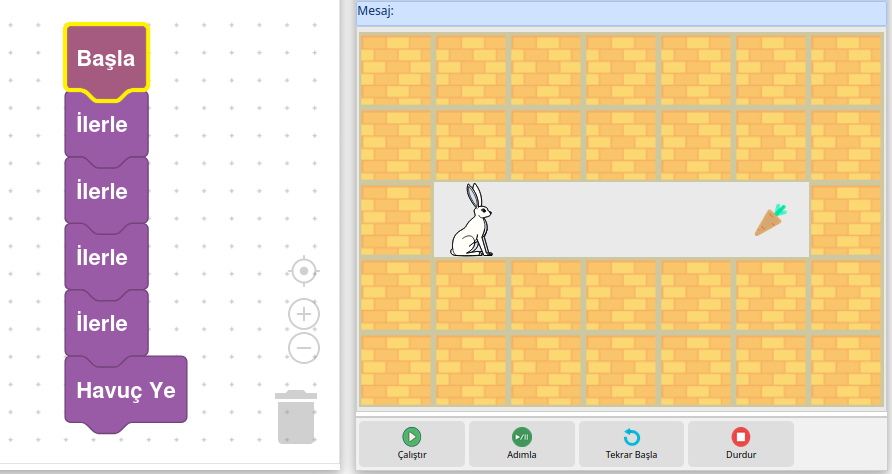 Başla
İlerle
İlerle
İlerle
İlerle
Havuç Ye
Mesaj:
Çalıştır
Adımla
Tekrar Başla
Durdur